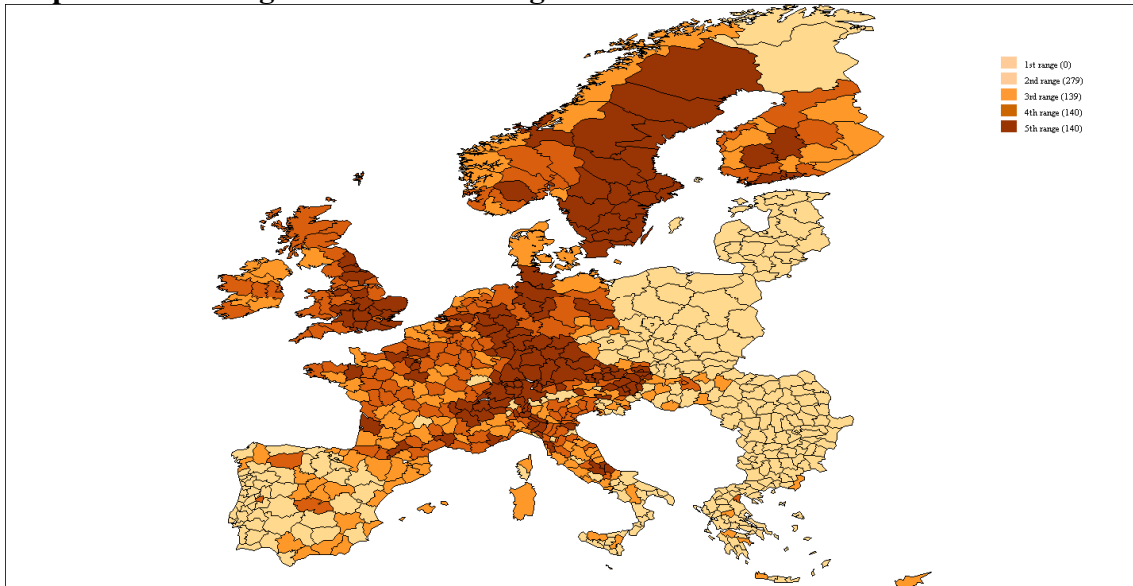 1st range (0)
2nd range (279)
3rd range (139)
4th range (140)
5th range (140)